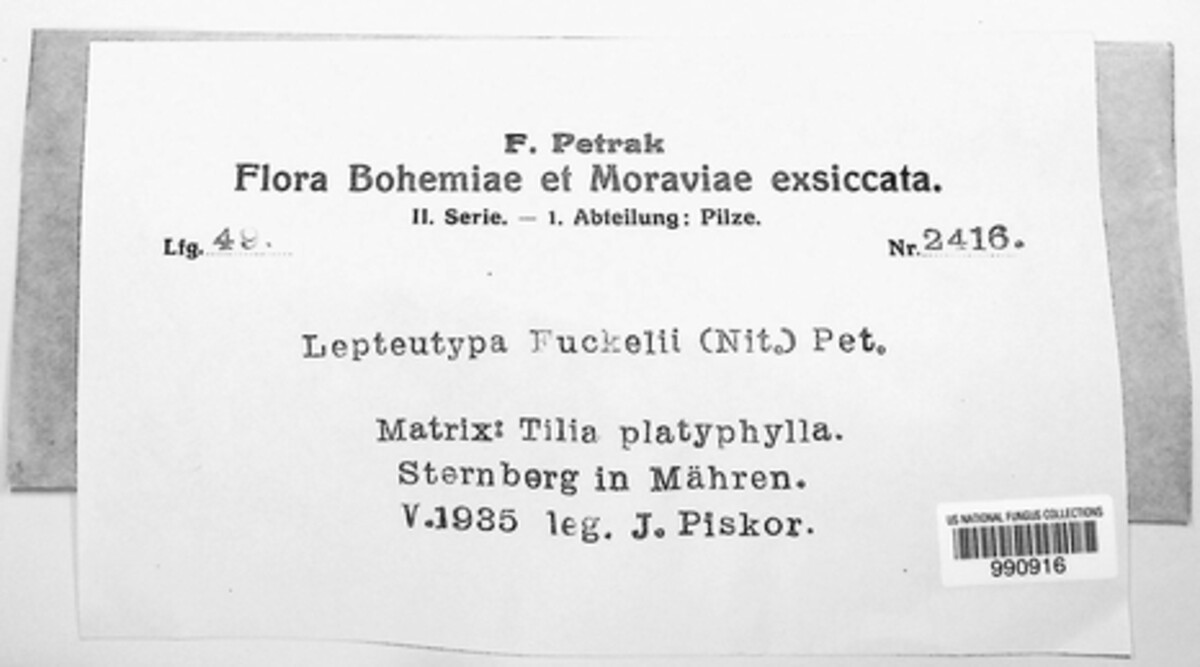 F. Petrak
Flora Bohemiae et Moraviae exsiccata.
II. Serie. — 1. Abteilung: Pilze.
Lfg. 49. Nr. 2416.
Lepteutypa Fuckelii (Nit.) Pet.
Matrix: Tilia platyphylla.
Sternberg in Mähren.
V.1935 leg. J. Piskor.
US NATIONAL FUNGUS COLLECTIONS
990916